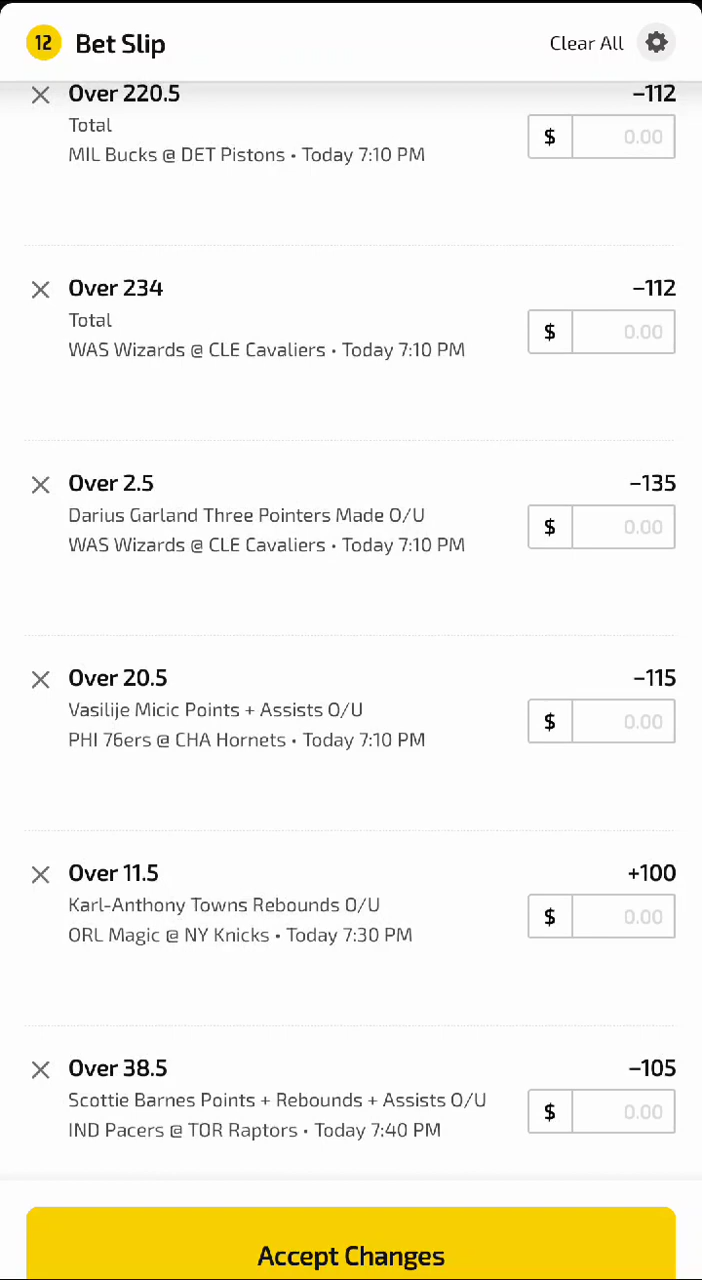 12 Bet Slip Clear All
Over 220.5 −112
Total
$ 0.00
MIL Bucks @ DET Pistons • Today 7:10 PM
Over 234 −112
Total
$ 0.00
WAS Wizards @ CLE Cavaliers • Today 7:10 PM
Over 2.5 −135
Darius Garland Three Pointers Made O/U
$ 0.00
WAS Wizards @ CLE Cavaliers • Today 7:10 PM
Over 20.5 −115
Vasilije Micic Points + Assists O/U
$ 0.00
PHI 76ers @ CHA Hornets • Today 7:10 PM
Over 11.5 +100
Karl-Anthony Towns Rebounds O/U
$ 0.00
ORL Magic @ NY Knicks • Today 7:30 PM
Over 38.5 −105
Scottie Barnes Points + Rebounds + Assists O/U
$ 0.00
IND Pacers @ TOR Raptors • Today 7:40 PM
Accept Changes